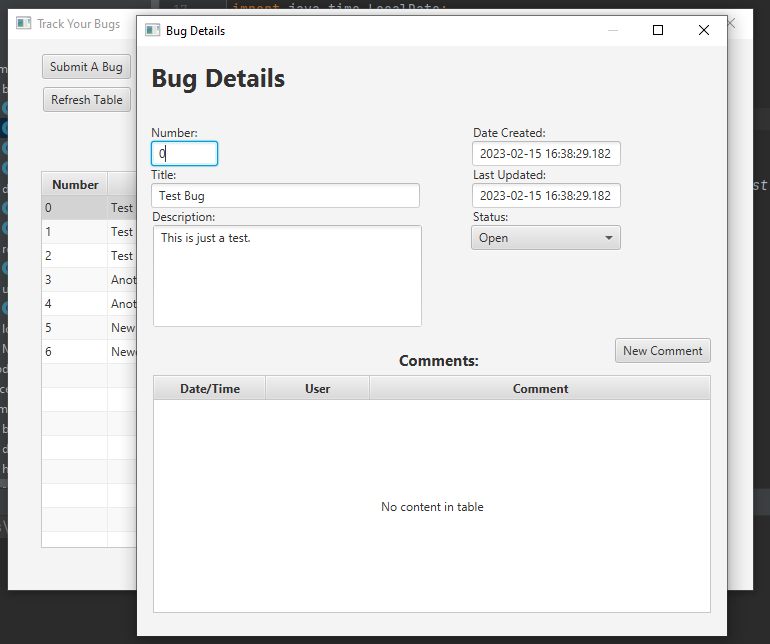 import java.time.LocalDate;
Track Your Bugs
Bug Details
Bug Details
Submit A Bug
Refresh Table
Number
0 Test
1 Test
2 Test
3 Anot
4 Anot
5 New
6 Newe
Number:
0
Title:
Test Bug
Description:
This is just a test.
Date Created:
2023-02-15 16:38:29.182
Last Updated:
2023-02-15 16:38:29.182
Status:
Open
New Comment
Comments:
Date/Time User Comment
No content in table